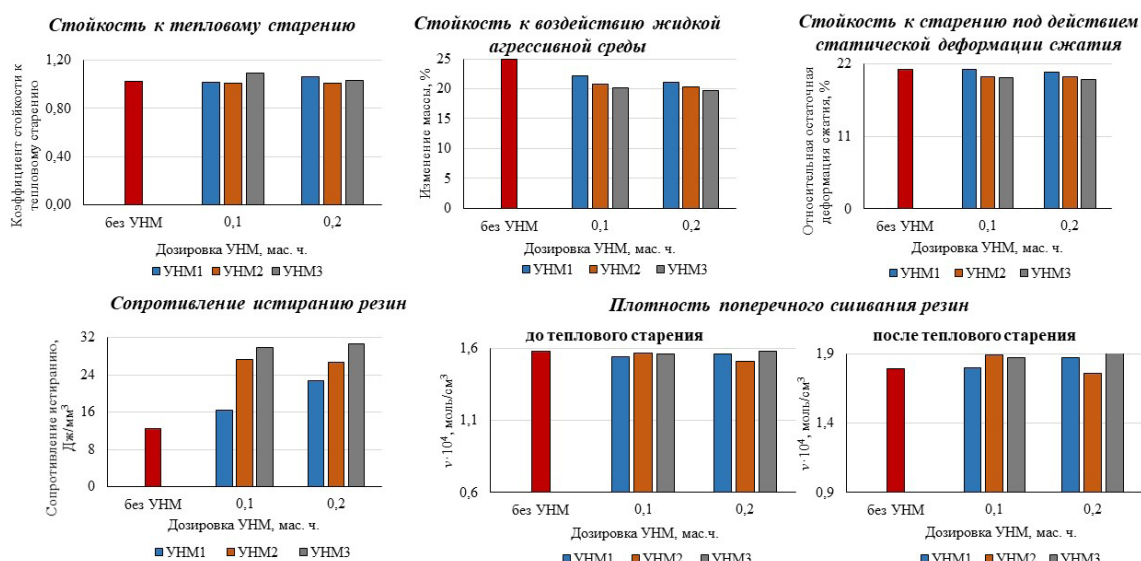 Стойкость к тепловому старению
Коэффициент стойкости к
тепловому старению
1,20
0,80
0,40
0,00
без УНМ 0,1 0,2
Дозировка УНМ, мас. ч.
УНМ1 УНМ2 УНМ3
Стойкость к воздействию жидкой
агрессивной среды
Изменение массы, %
25
20
15
10
5
0
без УНМ 0,1 0,2
Дозировка УНМ, мас. ч.
УНМ1 УНМ2 УНМ3
Стойкость к старению под действием
статической деформации сжатия
Относительная остаточная
деформация сжатия, %
22
11
0
без УНМ 0,1 0,2
Дозировка УНМ, мас. ч.
УНМ1 УНМ2 УНМ3
Сопротивление истиранию резин
Сопротивление истиранию,
Дж/мм³
32
24
16
8
0
без УНМ 0,1 0,2
Дозировка УНМ, мас. ч.
УНМ1 УНМ2 УНМ3
Плотность поперечного сшивания резин
до теплового старения
ν·10⁴, моль/см³
1,6
1,1
0,6
без УНМ 0,1 0,2
Дозировка УНМ, мас. ч.
УНМ1 УНМ2 УНМ3
после теплового старения
ν·10⁴, моль/см³
1,9
1,4
0,9
без УНМ 0,1 0,2
Дозировка УНМ, мас. ч.
УНМ1 УНМ2 УНМ3